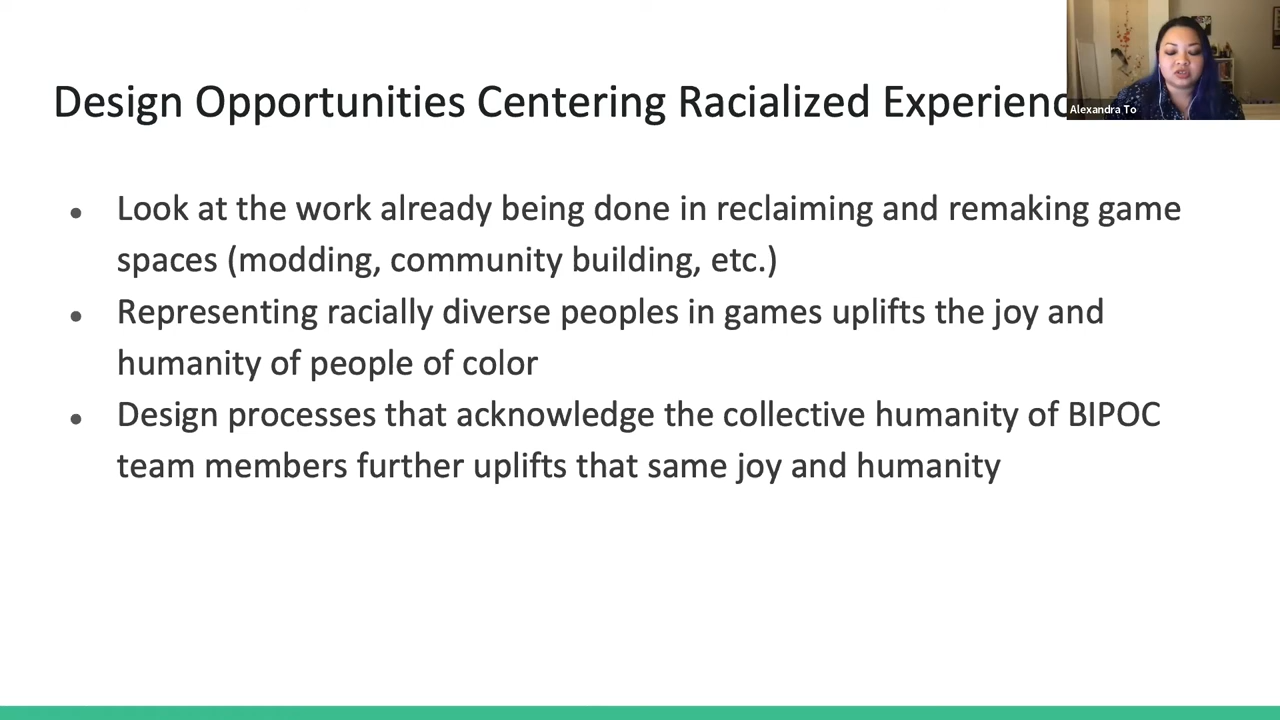 Design Opportunities Centering Racialized Experienc
Alexandra To
• Look at the work already being done in reclaiming and remaking game
spaces (modding, community building, etc.)
• Representing racially diverse peoples in games uplifts the joy and
humanity of people of color
• Design processes that acknowledge the collective humanity of BIPOC
team members further uplifts that same joy and humanity